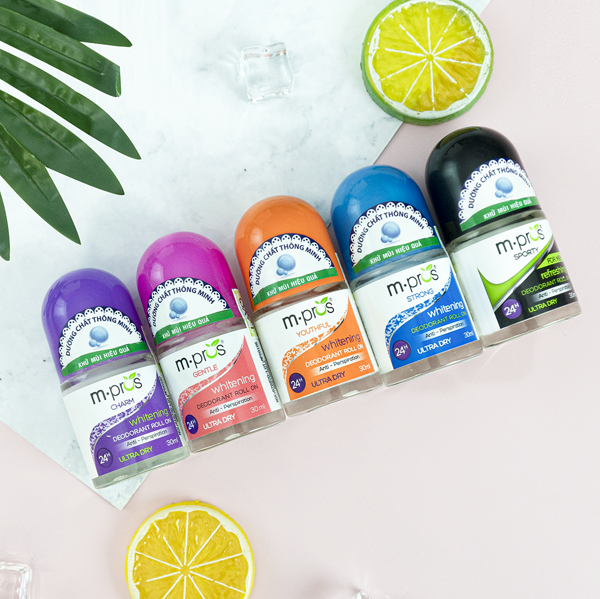 DƯỠNG CHẤT THÔNG MINH
KHỬ MÙI HIỆU QUẢ
m·pros
CHARM
whitening
DEODORANT ROLL ON
Anti - Perspiration
24H
ULTRA DRY
30ml
DƯỠNG CHẤT THÔNG MINH
KHỬ MÙI HIỆU QUẢ
m·pros
GENTLE
whitening
DEODORANT ROLL ON
Anti - Perspiration
24H
ULTRA DRY
30ml
DƯỠNG CHẤT THÔNG MINH
KHỬ MÙI HIỆU QUẢ
m·pros
YOUTHFUL
whitening
DEODORANT ROLL ON
Anti - Perspiration
24H
ULTRA DRY
30ml
DƯỠNG CHẤT THÔNG MINH
KHỬ MÙI HIỆU QUẢ
m·pros
STRONG
whitening
DEODORANT ROLL ON
Anti - Perspiration
24H
ULTRA DRY
30ml
DƯỠNG CHẤT THÔNG MINH
KHỬ MÙI HIỆU QUẢ
m·pros
SPORTY
DEODORANT ROLL ON
Anti - Perspiration
24H
ULTRA DRY
30ml